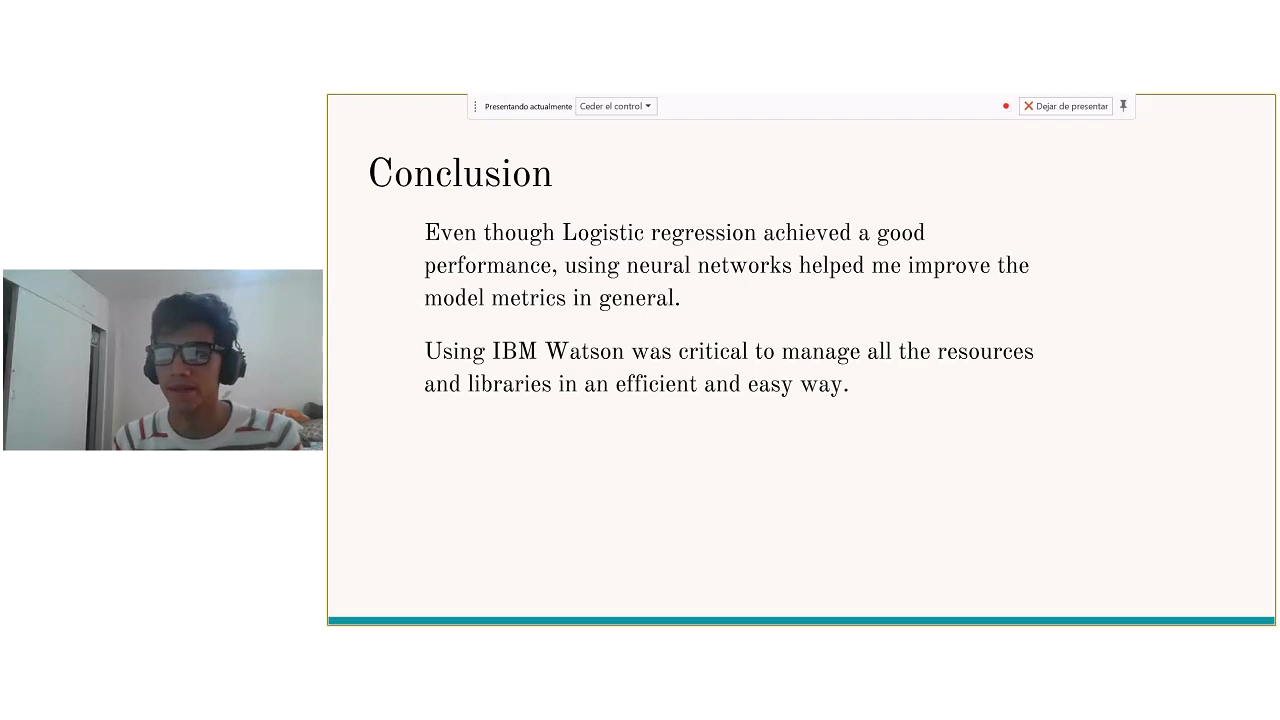 Presentando actualmente Ceder el control Dejar de presentar
Conclusion
Even though Logistic regression achieved a good
performance, using neural networks helped me improve the
model metrics in general.
Using IBM Watson was critical to manage all the resources
and libraries in an efficient and easy way.